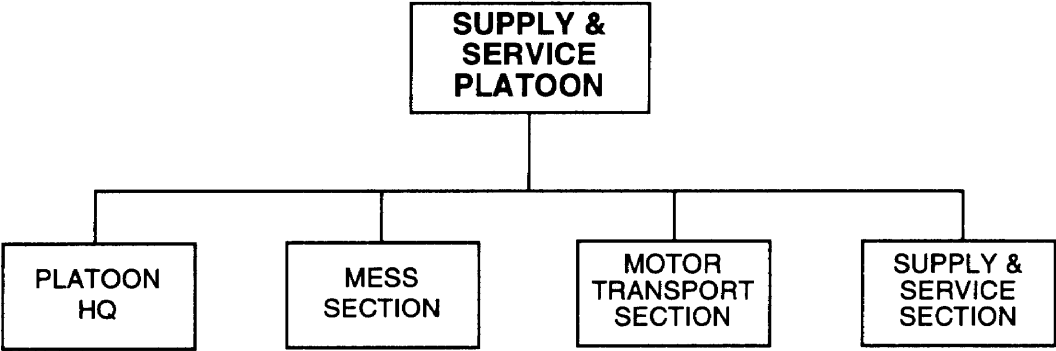 SUPPLY &
SERVICE
PLATOON
PLATOON
HQ
MESS
SECTION
MOTOR
TRANSPORT
SECTION
SUPPLY &
SERVICE
SECTION